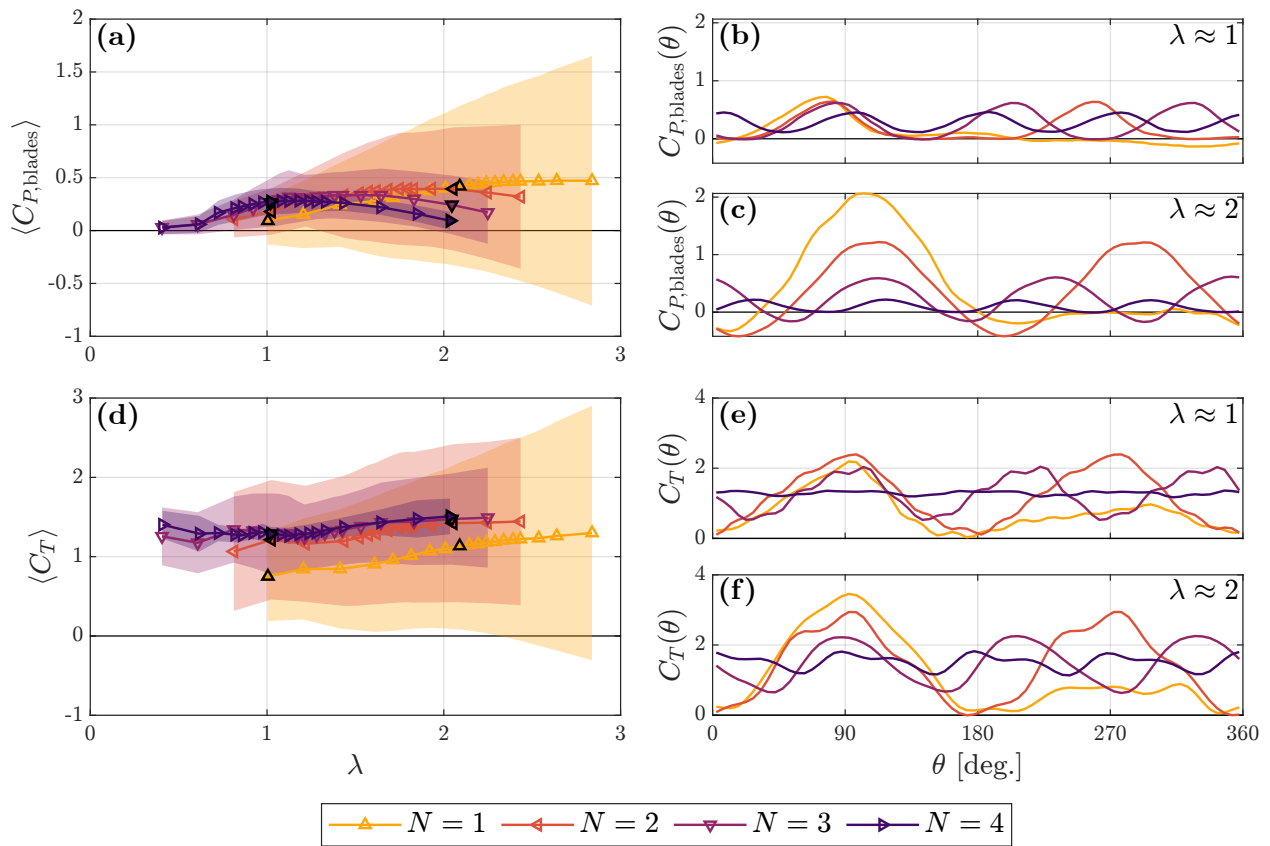 (a)
2
1.5
1
0.5
0
-0.5
-1
⟨C_{P,blades}⟩
0
1
2
3
(b)
λ ≈ 1
2
1
0
C_{P,blades}(θ)
(c)
λ ≈ 2
2
1
0
C_{P,blades}(θ)
(d)
3
2
1
0
-1
⟨C_T⟩
0
1
2
3
λ
(e)
λ ≈ 1
4
2
0
C_T(θ)
(f)
λ ≈ 2
4
2
0
C_T(θ)
0
90
180
270
360
θ [deg.]
N = 1
N = 2
N = 3
N = 4